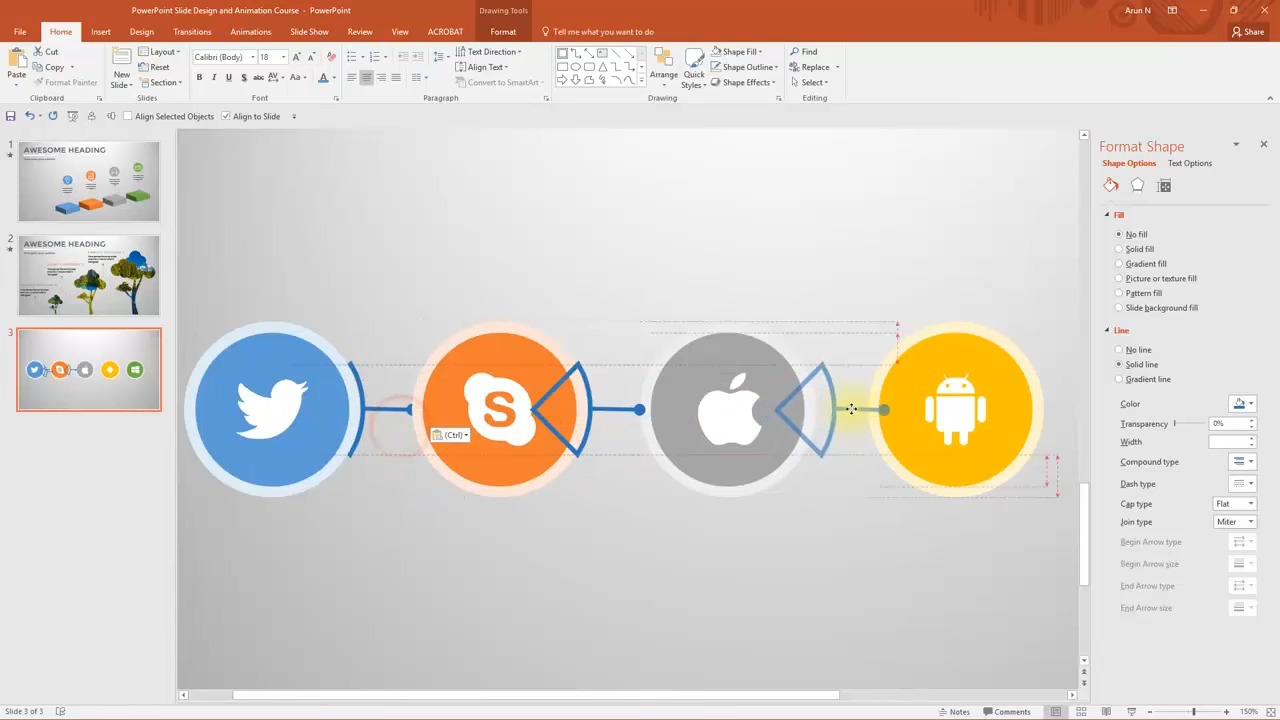 PowerPoint Slide Design and Animation Course - PowerPoint
Drawing Tools
Arun N
File Home Insert Design Transitions Animations Slide Show Review View ACROBAT Format Tell me what you want to do Share
Paste
Cut
Copy
Format Painter
Clipboard
New Slide
Layout
Reset
Section
Slides
Calibri (Body) 18
B I U S abc AV Aa A
Font
Text Direction
Align Text
Convert to SmartArt
Paragraph
Arrange
Quick Styles
Shape Fill
Shape Outline
Shape Effects
Drawing
Find
Replace
Select
Editing
Align Selected Objects Align to Slide
1
AWESOME HEADING
2
AWESOME HEADING
3
S
(Ctrl)
Format Shape
Shape Options Text Options
Fill
No fill
Solid fill
Gradient fill
Picture or texture fill
Pattern fill
Slide background fill
Line
No line
Solid line
Gradient line
Color
Transparency 0%
Width
Compound type
Dash type
Cap type Flat
Join type Miter
Begin Arrow type
Begin Arrow size
End Arrow type
End Arrow size
Slide 3 of 3
Notes Comments 150%